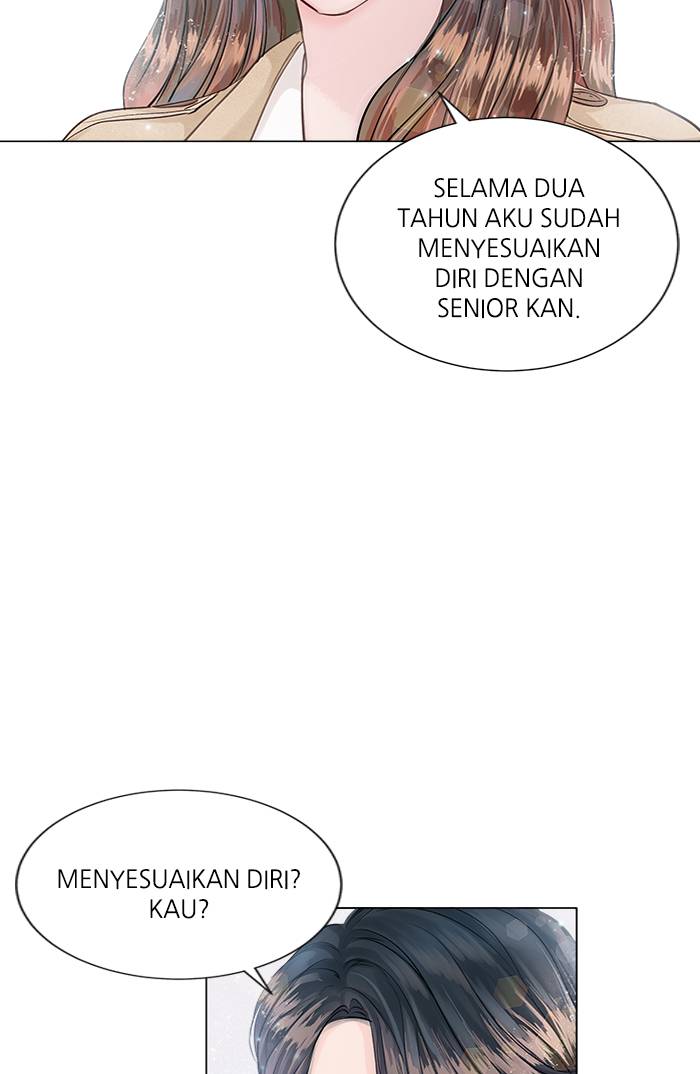 SELAMA DUA
TAHUN AKU SUDAH
MENYESUAIKAN
DIRI DENGAN
SENIOR KAN.
MENYESUAIKAN DIRI?
KAU?